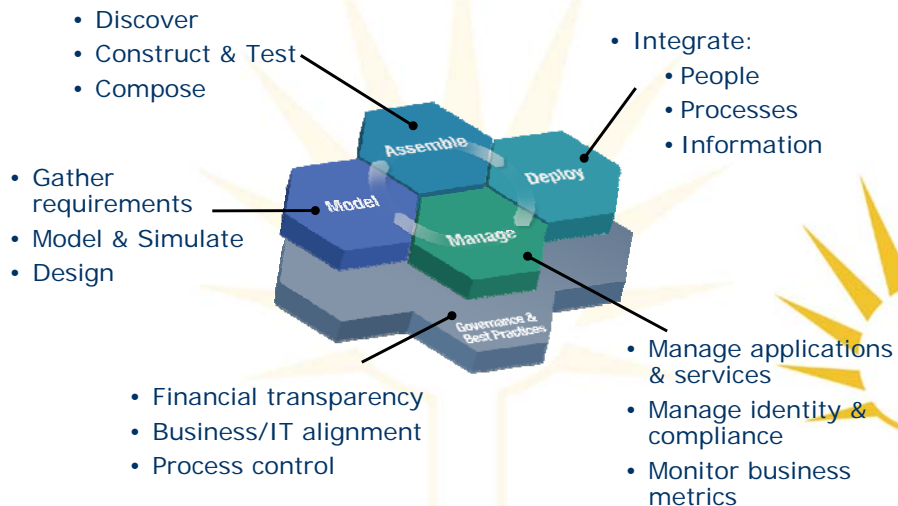 • Discover
• Construct & Test
• Compose
• Integrate:
• People
• Processes
• Information
Assemble
Deploy
• Gather
requirements
• Model & Simulate
• Design
Model
Manage
Governance &
Best Practices
• Financial transparency
• Business/IT alignment
• Process control
• Manage applications
& services
• Manage identity &
compliance
• Monitor business
metrics